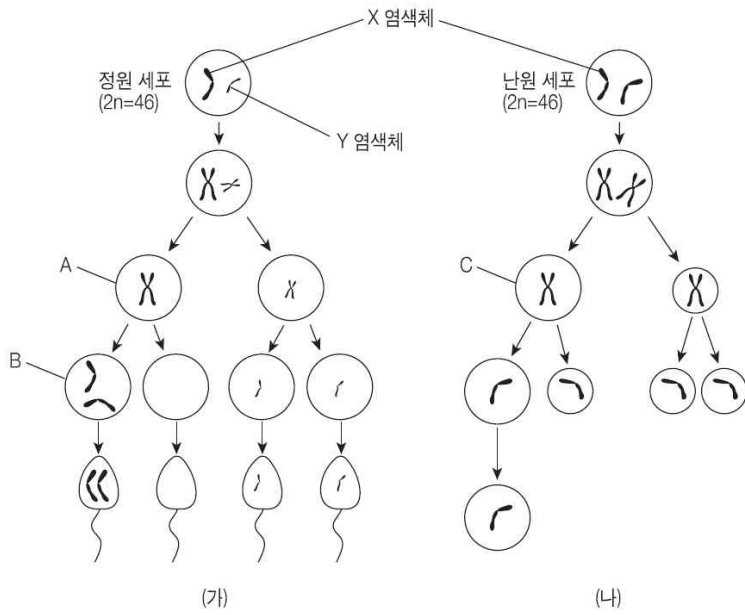 X 염색체
정원 세포
(2n=46)
난원 세포
(2n=46)
Y 염색체
A
C
B
(가)
(나)